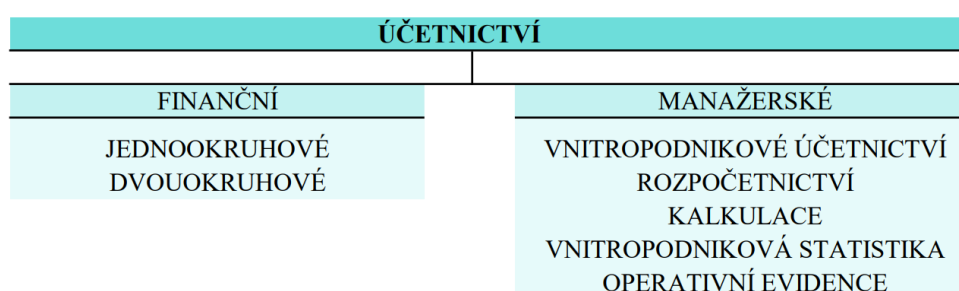 ÚČETNICTVÍ
FINANČNÍ
JEDNOOKRUHOVÉ
DVOUOKRUHOVÉ
MANAŽERSKÉ
VNITROPODNIKOVÉ ÚČETNICTVÍ
ROZPOČETNICTVÍ
KALKULACE
VNITROPODNIKOVÁ STATISTIKA
OPERATIVNÍ EVIDENCE